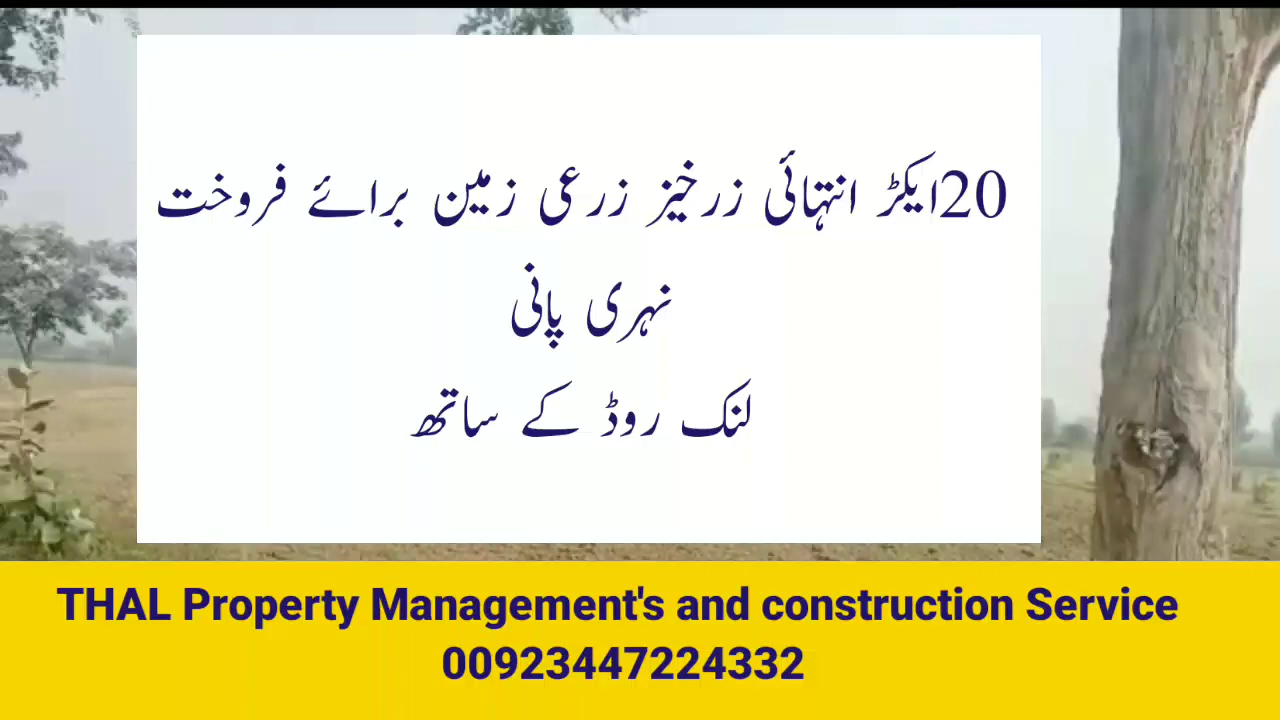 20ایکڑ انتہائی زرخیز زرعی زمین برائے فروخت
نہری پانی
لنک روڈ کے ساتھ
THAL Property Management's and construction Service
00923447224332